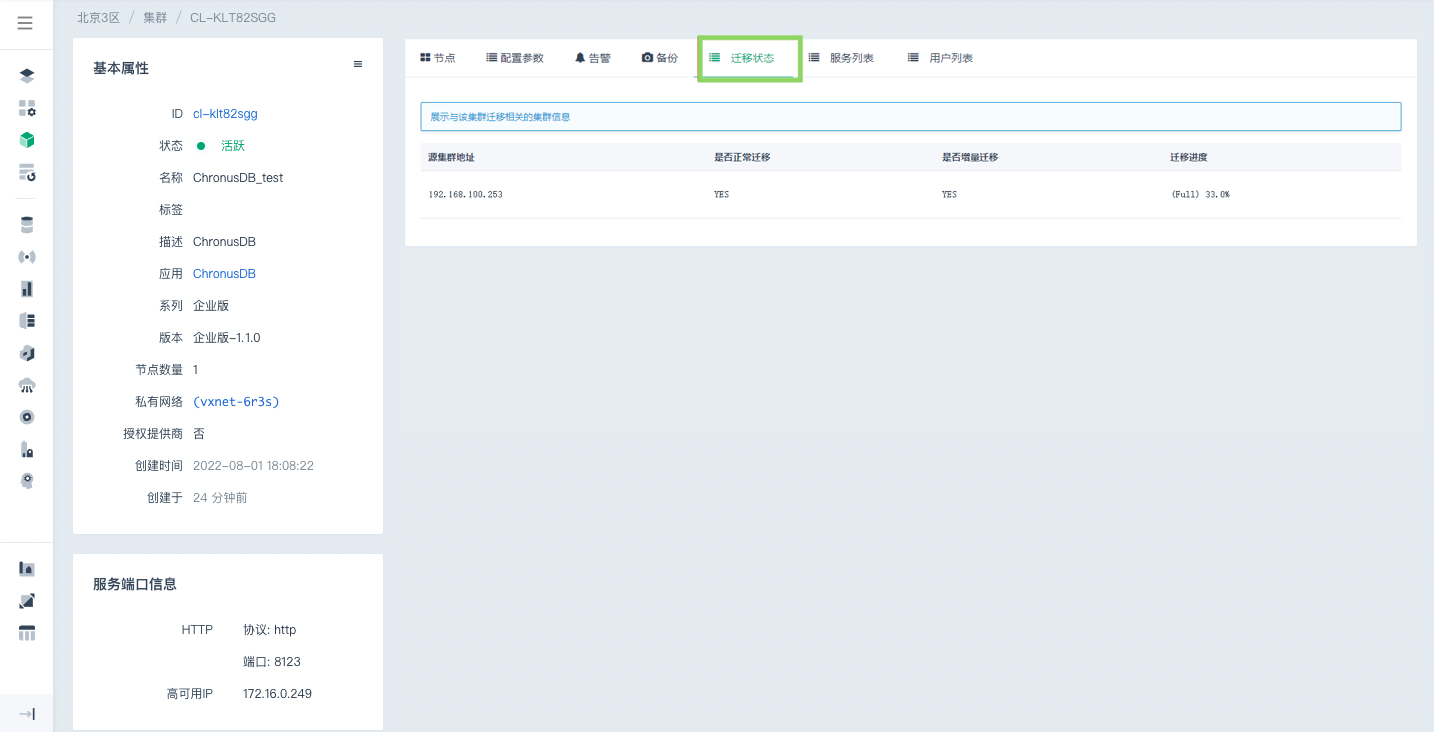 北京3区 / 集群 / CL-KLT82SGG
基本属性
ID cl-klt82sgg
状态 活跃
名称 ChronusDB_test
标签
描述 ChronusDB
应用 ChronusDB
系列 企业版
版本 企业版-1.1.0
节点数量 1
私有网络 (vxnet-6r3s)
授权提供商 否
创建时间 2022-08-01 18:08:22
创建于 24 分钟前
服务端口信息
HTTP 协议: http
端口: 8123
高可用IP 172.16.0.249
节点 配置参数 告警 备份 迁移状态 服务列表 用户列表
展示与该集群迁移相关的集群信息
源集群地址 是否正常迁移 是否增量迁移 迁移进度
192.168.100.253 YES YES (Full) 33.0%